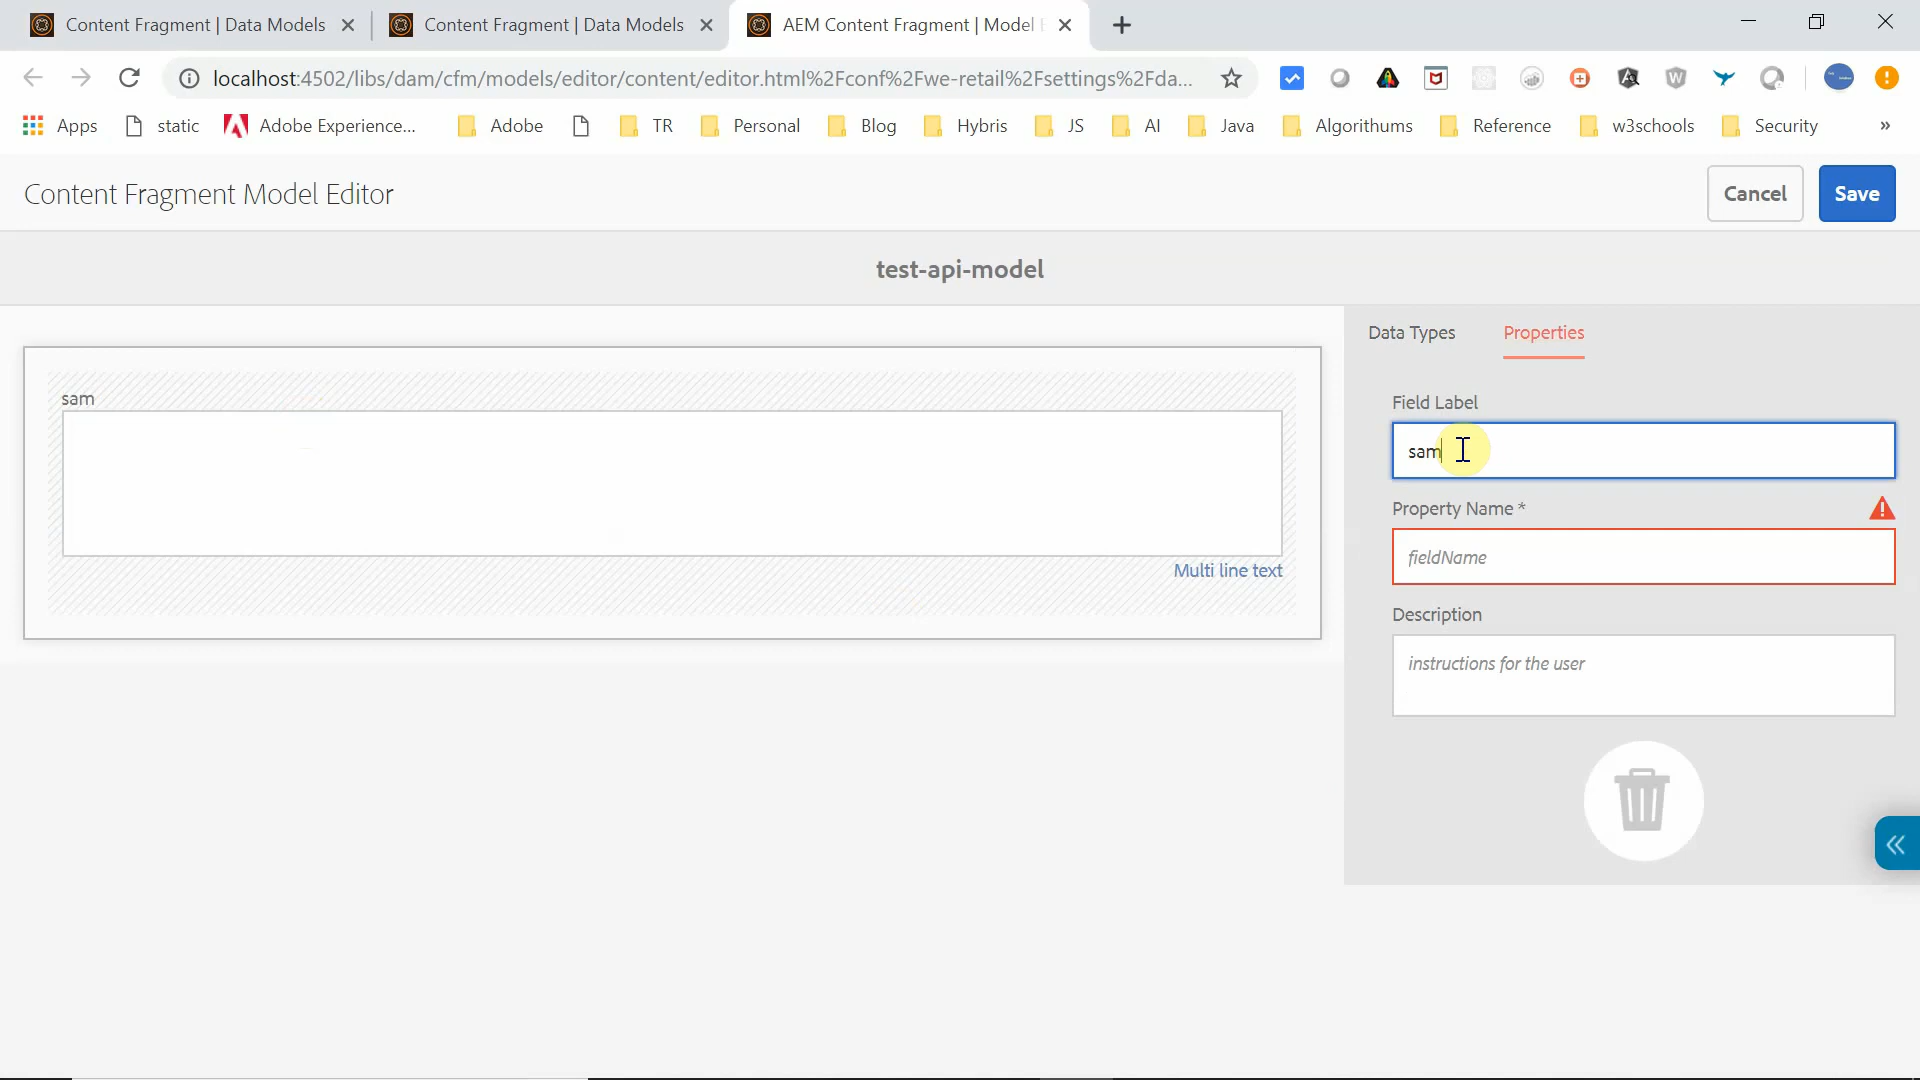 Content Fragment | Data Models
Content Fragment | Data Models
AEM Content Fragment | Model
localhost:4502/libs/dam/cfm/models/editor/content/editor.html%2Fconf%2Fwe-retail%2Fsettings%2Fda...
Apps
static
Adobe Experience...
Adobe
TR
Personal
Blog
Hybris
JS
AI
Java
Algorithums
Reference
w3schools
Security
»
Content Fragment Model Editor
Cancel
Save
test-api-model
Data Types
Properties
sam
Multi line text
Field Label
sam
Property Name *
fieldName
Description
instructions for the user